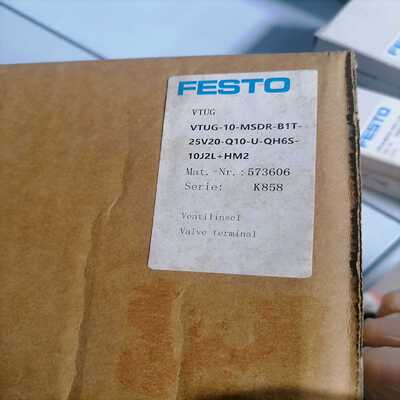 FESTO
VTUG
VTUG-10-MSDR-B1T-
25V20-Q10-U-QH6S-
10J2L+HM2
Mat.-Nr.:573606
Serie: K858
Ventilinsel
Valve terminal